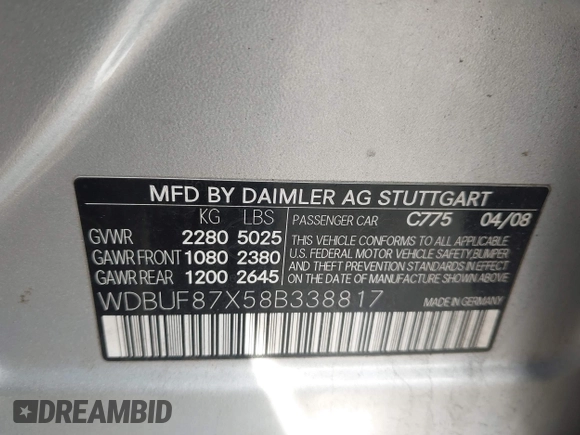 MFD BY DAIMLER AG STUTTGART
KG LBS PASSENGER CAR C775 04/08
GVWR 2280 5025
GAWR FRONT 1080 2380
GAWR REAR 1200 2645
THIS VEHICLE CONFORMS TO ALL APPLICABLE
U.S. FEDERAL MOTOR VEHICLE SAFETY,BUMPER
AND THEFT PREVENTION STANDARDS IN EFFECT
ON THE DATE OF MANUFACTURE SHOWN ABOVE
WDBUF87X58B338817 MADE IN GERMANY
DREAMBID